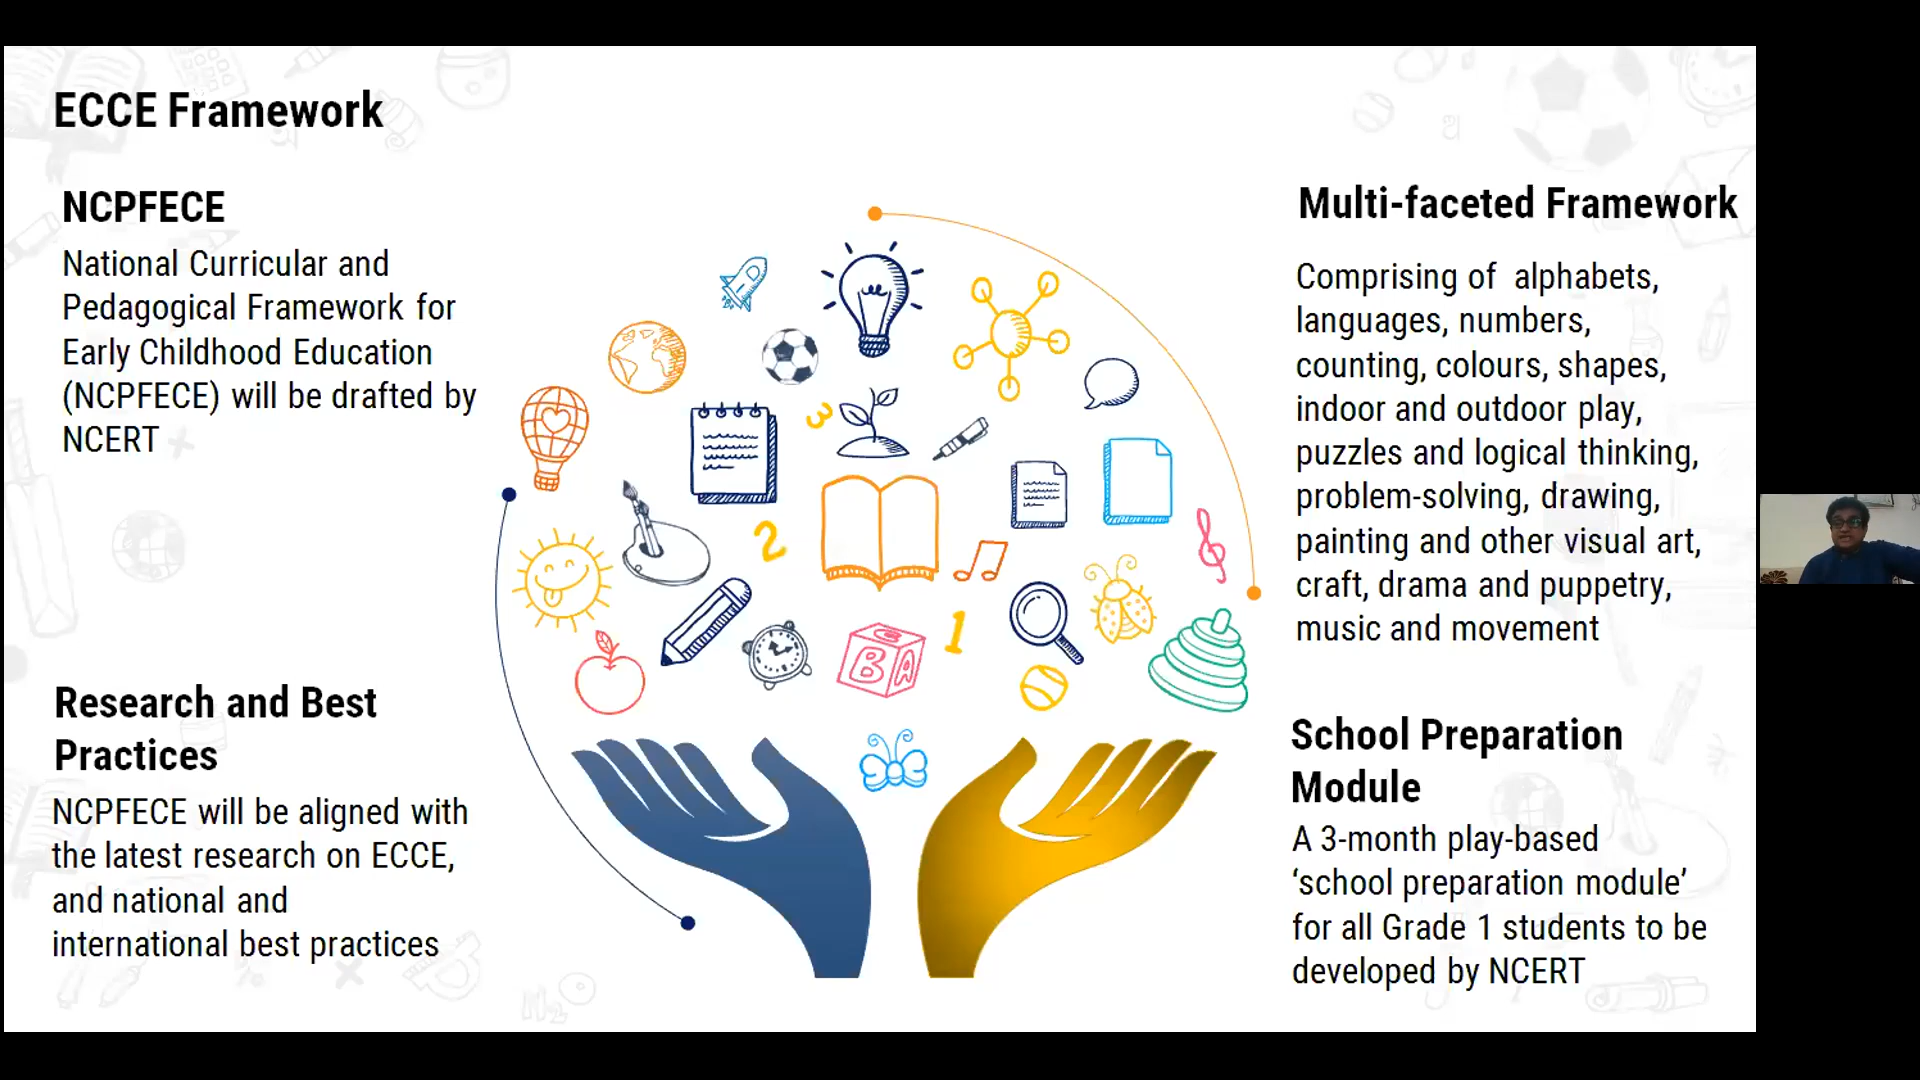 ECCE Framework
NCPFECE
National Curricular and
Pedagogical Framework for
Early Childhood Education
(NCPFECE) will be drafted by
NCERT
Research and Best
Practices
NCPFECE will be aligned with
the latest research on ECCE,
and national and
international best practices
3
2
1
B A
Multi-faceted Framework
Comprising of alphabets,
languages, numbers,
counting, colours, shapes,
indoor and outdoor play,
puzzles and logical thinking,
problem-solving, drawing,
painting and other visual art,
craft, drama and puppetry,
music and movement
School Preparation
Module
A 3-month play-based
‘school preparation module’
for all Grade 1 students to be
developed by NCERT